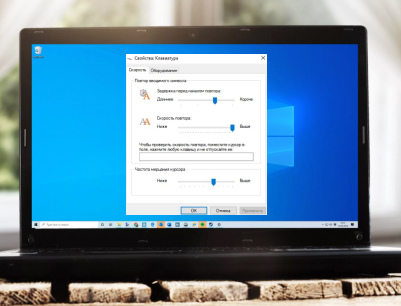 Свойства: Клавиатура
Скорость Оборудование
Повтор вводимого символа
Задержка перед началом повтора:
Длиннее Короче
Скорость повтора:
Ниже Выше
Чтобы проверить скорость повтора, поместите курсор в
поле, нажмите любую клавишу и не отпускайте ее:
Частота мерцания курсора
Ниже Выше
OK Отмена Применить